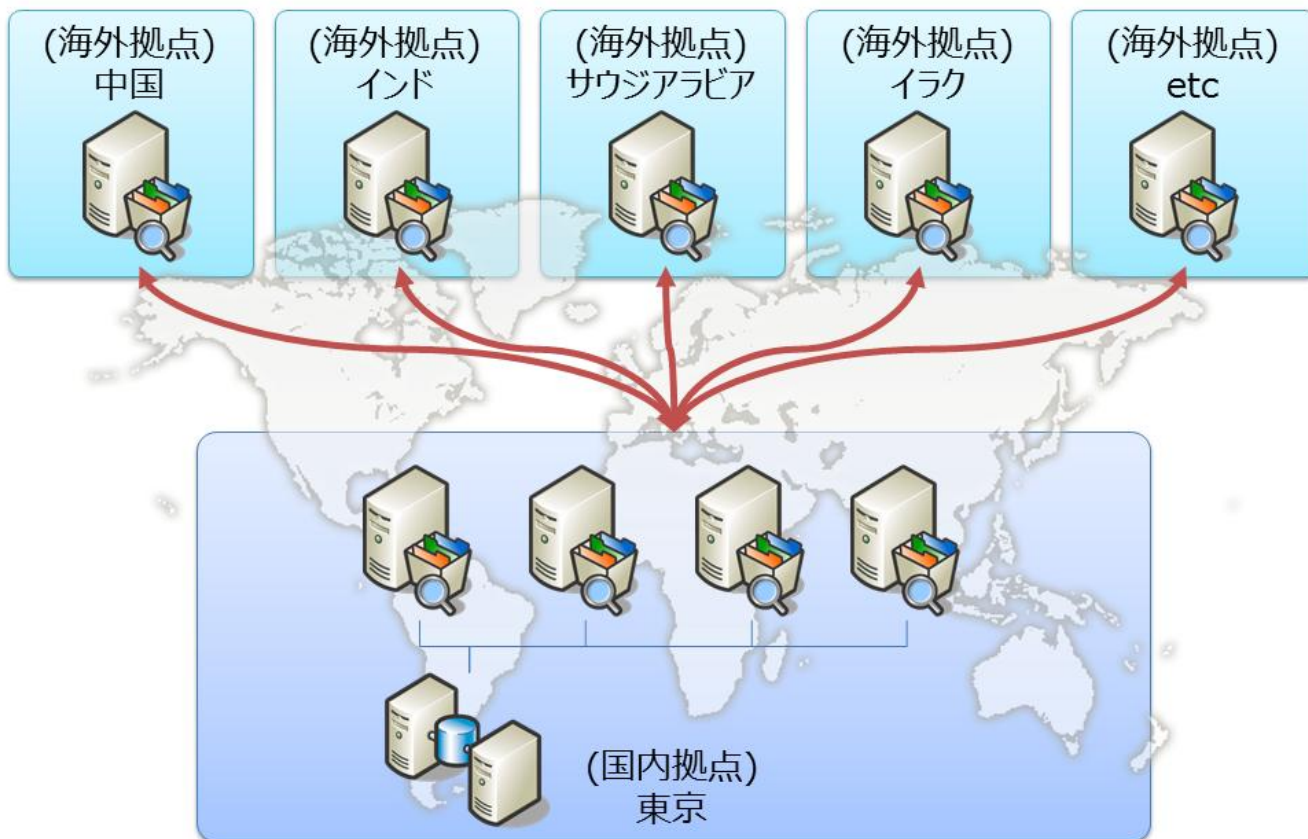 (海外拠点)
中国
(海外拠点)
インド
(海外拠点)
サウジアラビア
(海外拠点)
イラク
(海外拠点)
etc
(国内拠点)
東京